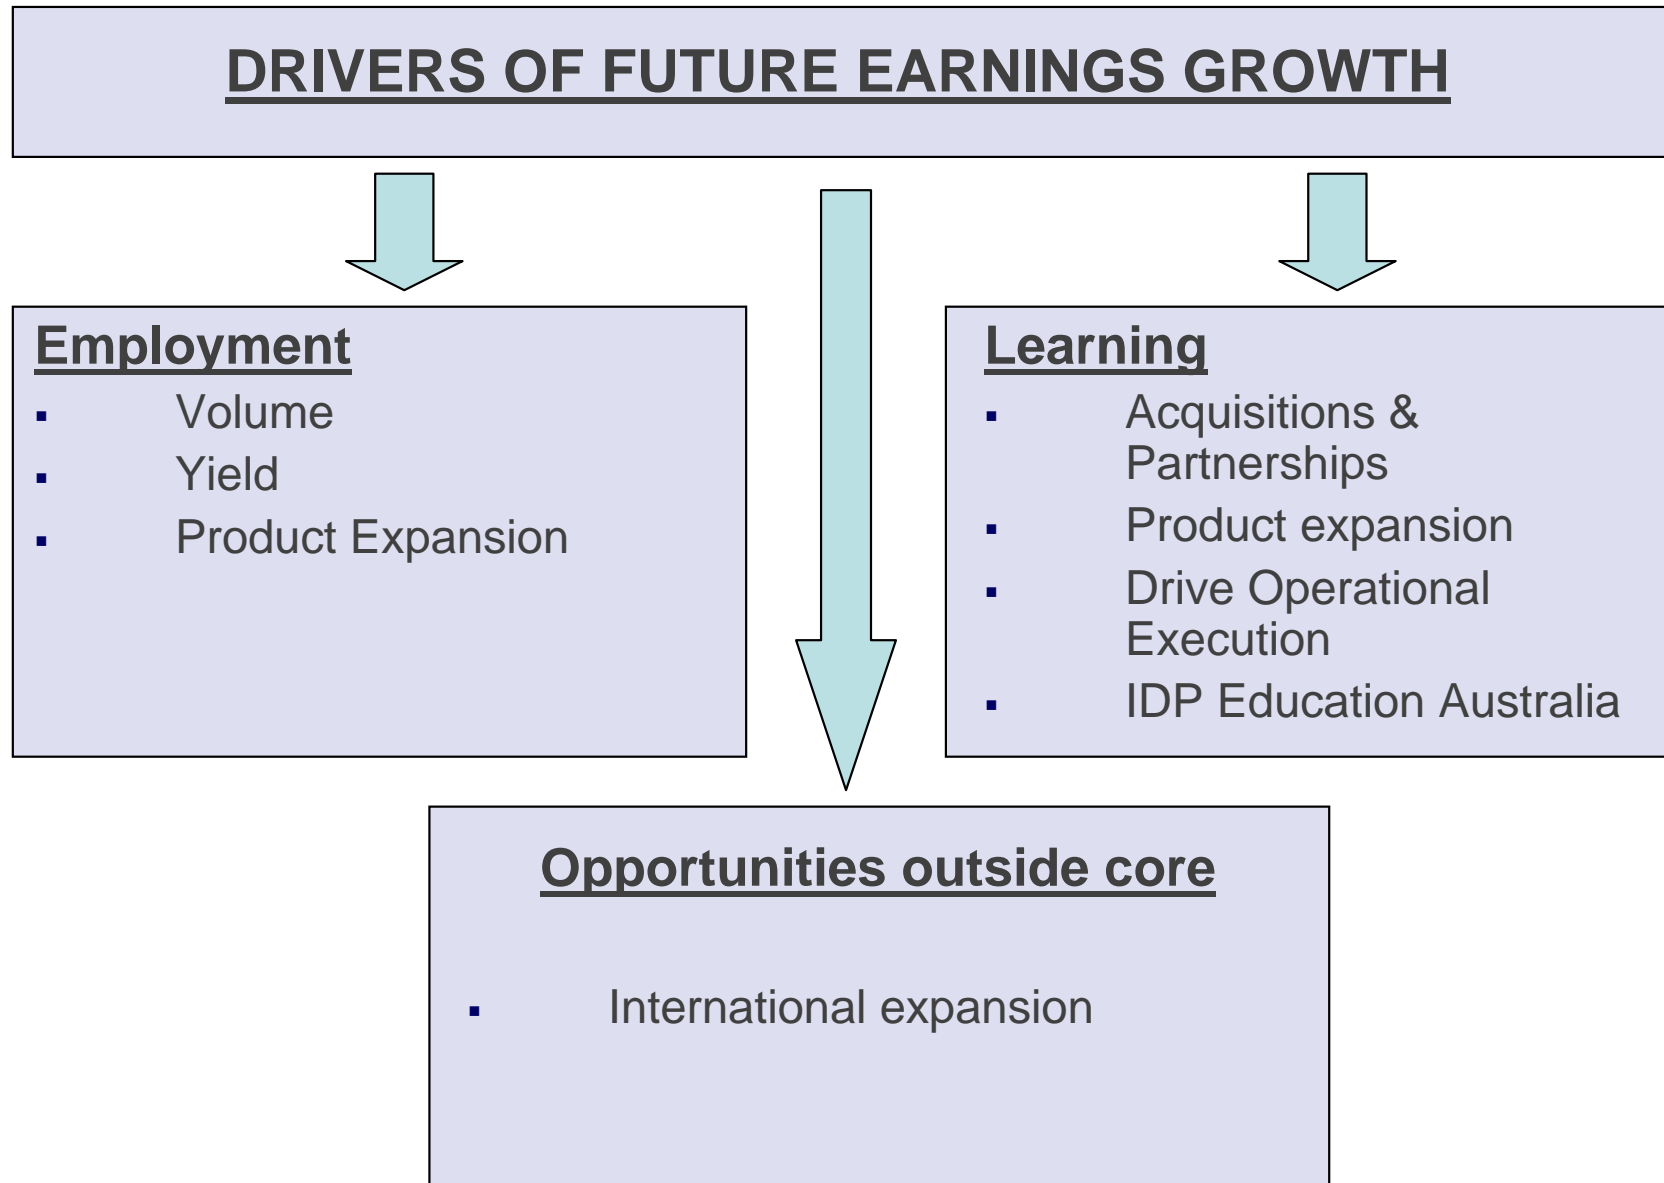 DRIVERS OF FUTURE EARNINGS GROWTH
Employment
▪ Volume
▪ Yield
▪ Product Expansion
Learning
▪ Acquisitions &
Partnerships
▪ Product expansion
▪ Drive Operational
Execution
▪ IDP Education Australia
Opportunities outside core
▪ International expansion